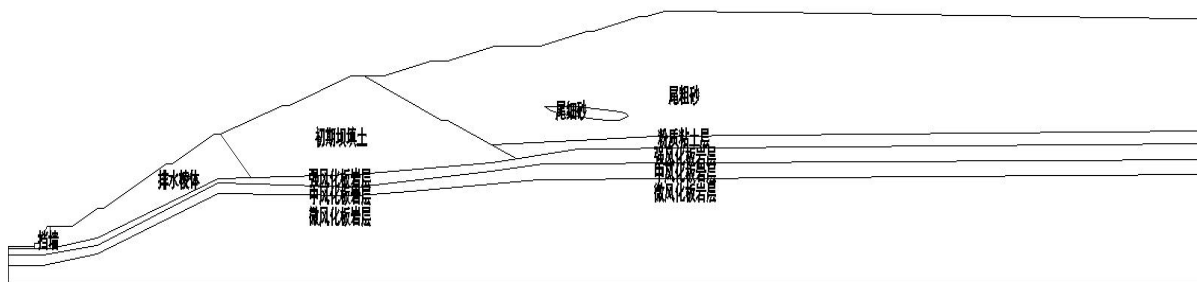 尾粗砂
尾细砂
初期坝填土
粉质粘土层
强风化板岩层
中风化板岩层
微风化板岩层
排水棱体
强风化板岩层
中风化板岩层
微风化板岩层
挡墙